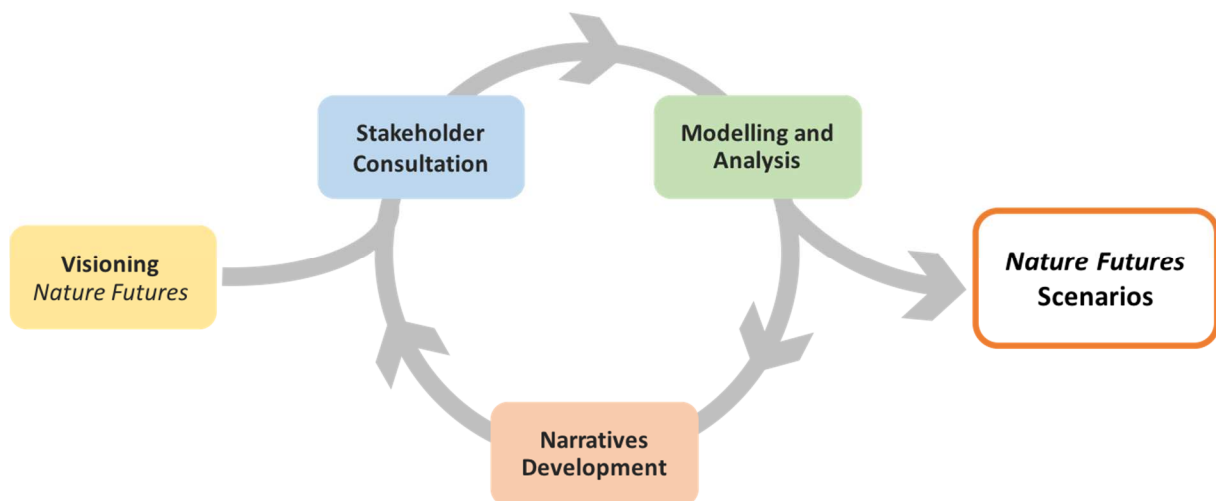 Stakeholder
Consultation
Modelling and
Analysis
Visioning
Nature Futures
Nature Futures
Scenarios
Narratives
Development